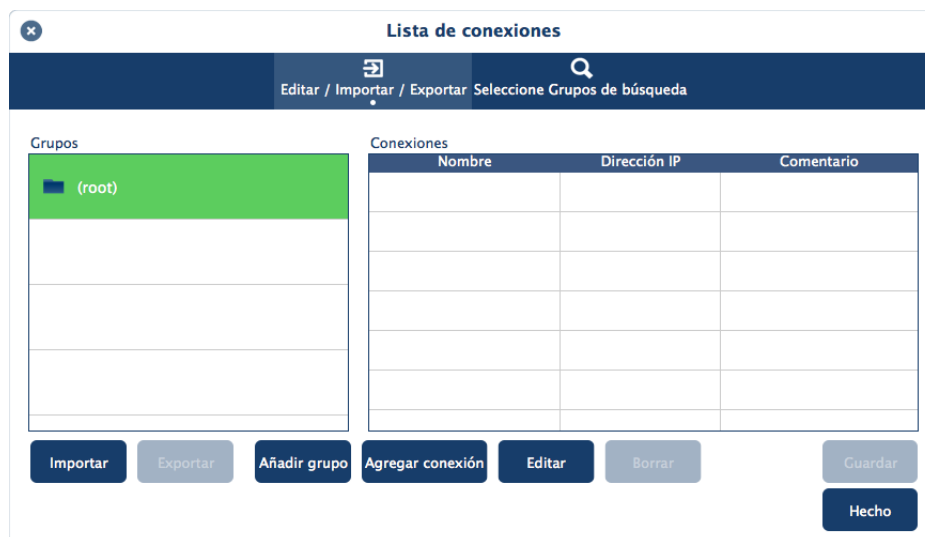 Lista de conexiones
Editar / Importar / Exportar
Seleccione Grupos de búsqueda
Grupos
Conexiones
Nombre Dirección IP Comentario
(root)
Importar Exportar Añadir grupo Agregar conexión Editar Borrar Guardar
Hecho